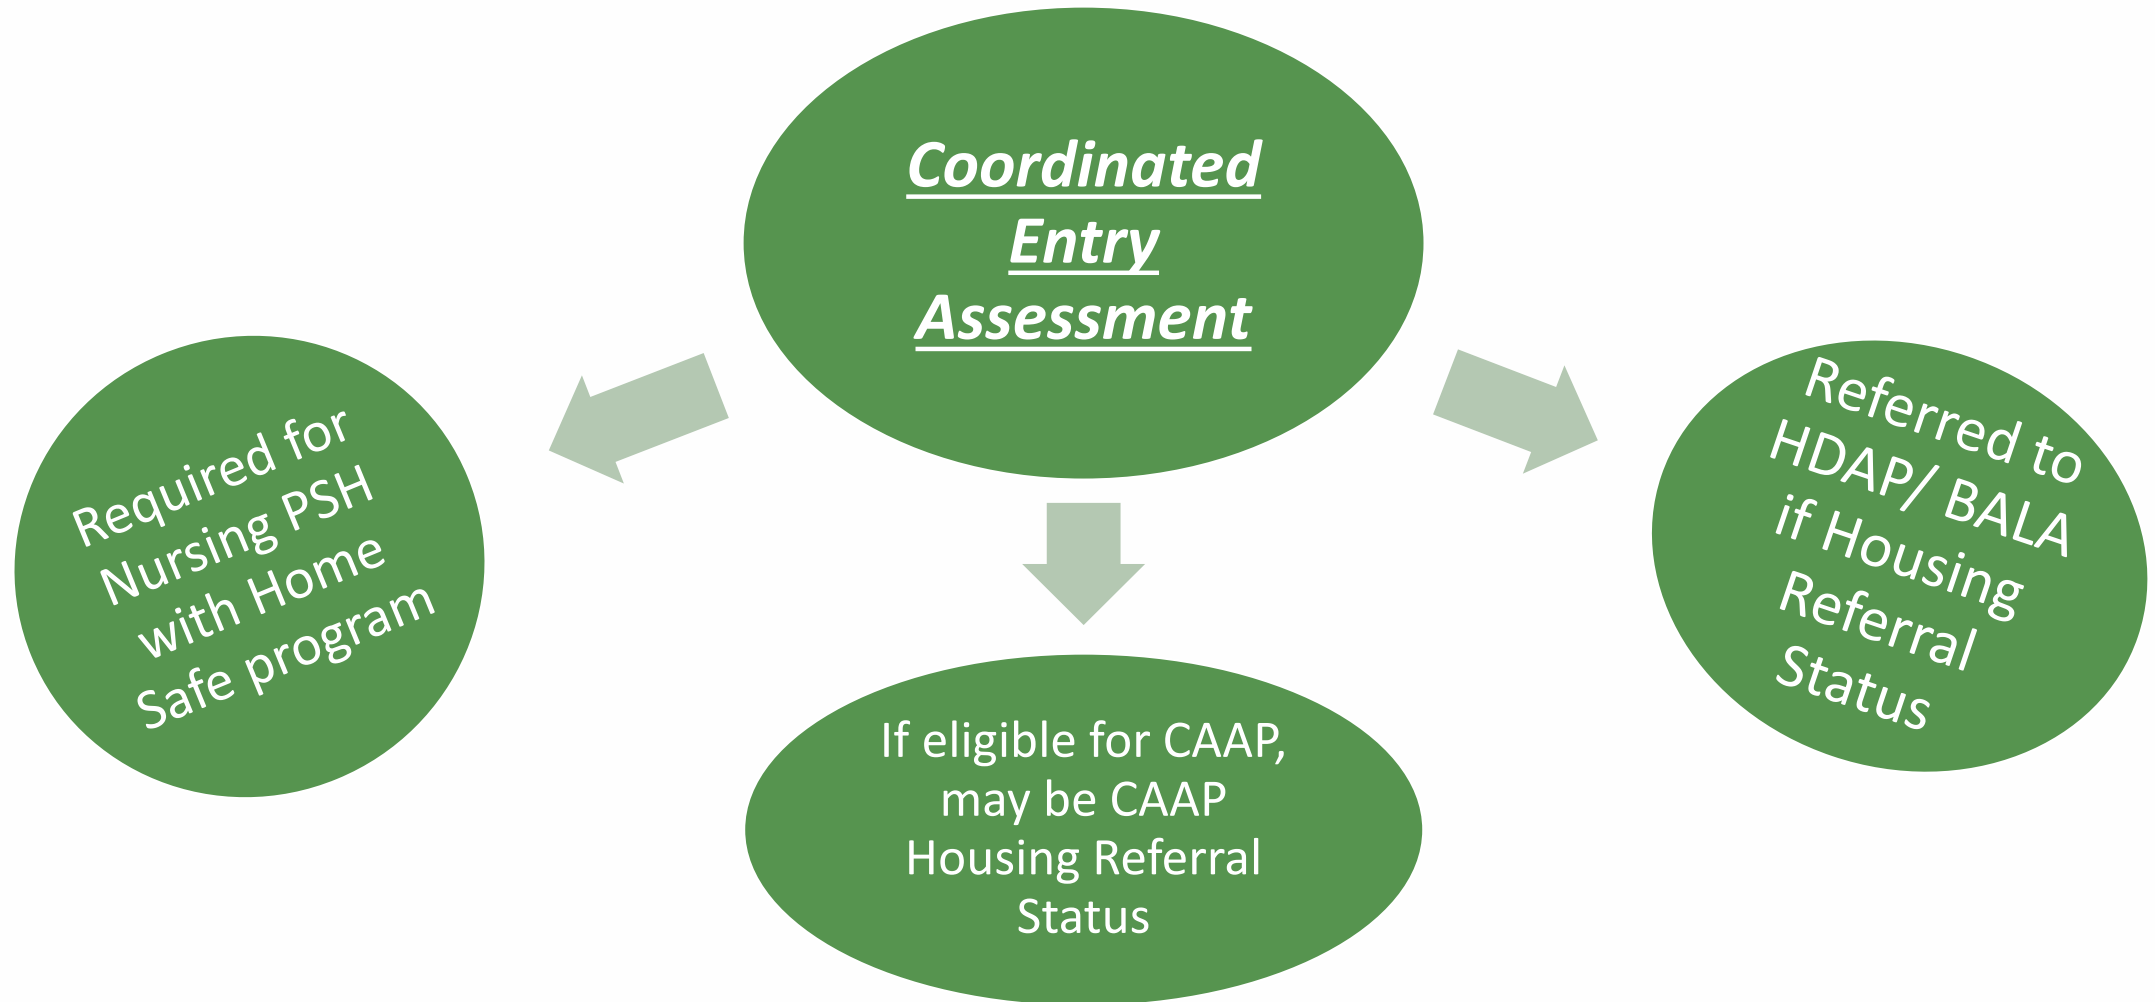 Coordinated
Entry
Assessment
Required for
Nursing PSH
with Home
Safe program
If eligible for CAAP,
may be CAAP
Housing Referral
Status
Referred to
HDAP/ BALA
if Housing
Referral
Status